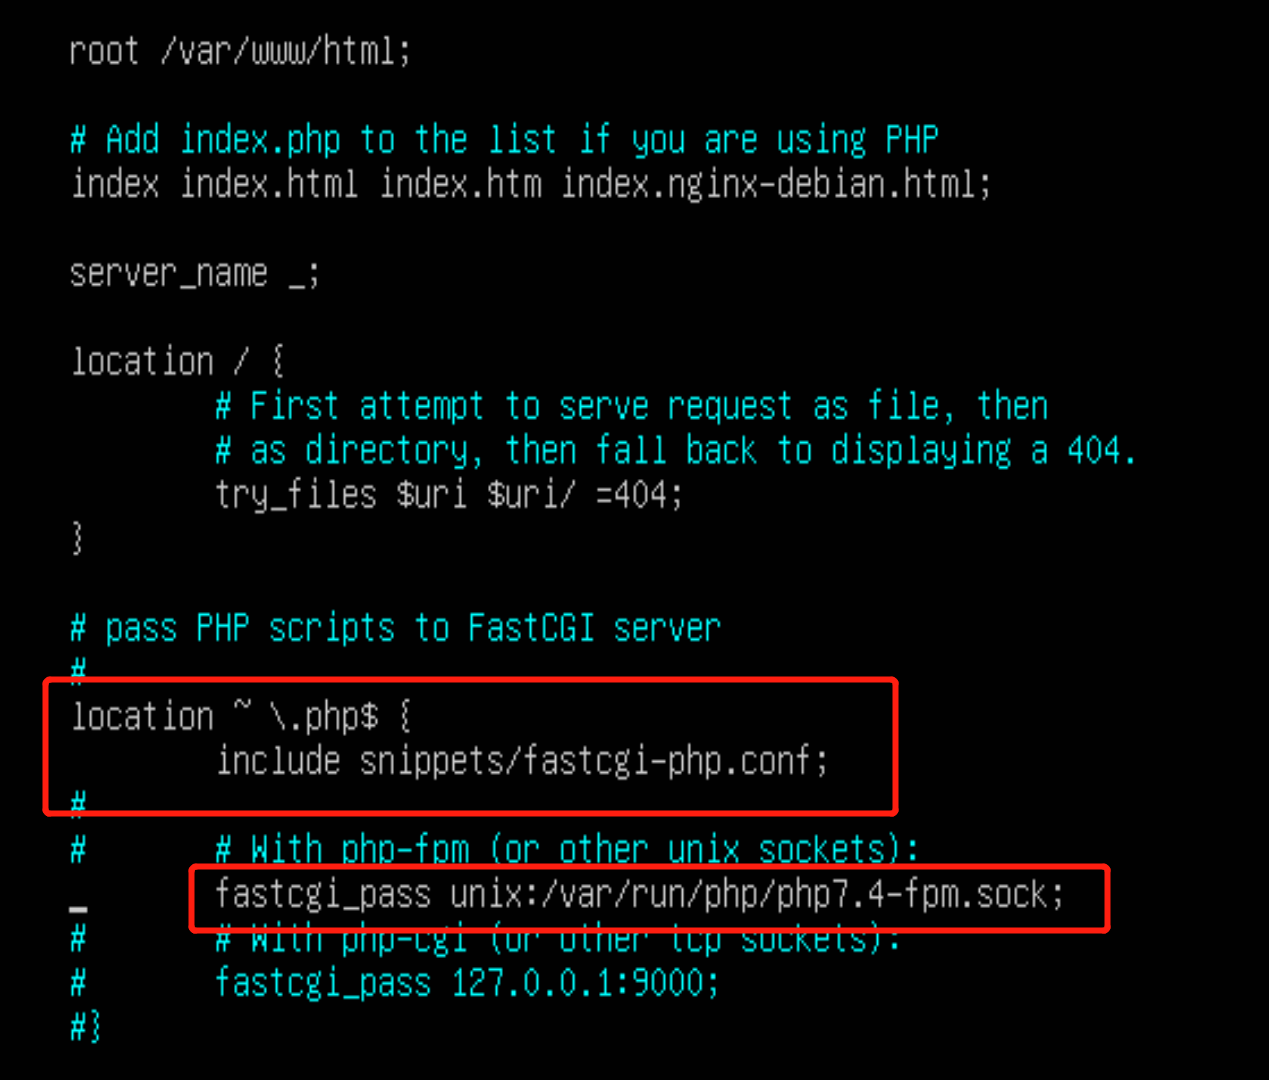 root /var/www/html;
# Add index.php to the list if you are using PHP
index index.html index.htm index.nginx-debian.html;
server_name _;
location / {
# First attempt to serve request as file, then
# as directory, then fall back to displaying a 404.
try_files $uri $uri/ =404;
}
# pass PHP scripts to FastCGI server
#
location ~ \.php$ {
include snippets/fastcgi-php.conf;
#
# # With php-fpm (or other unix sockets):
fastcgi_pass unix:/var/run/php/php7.4-fpm.sock;
# # With php-cgi (or other tcp sockets):
# fastcgi_pass 127.0.0.1:9000;
#}